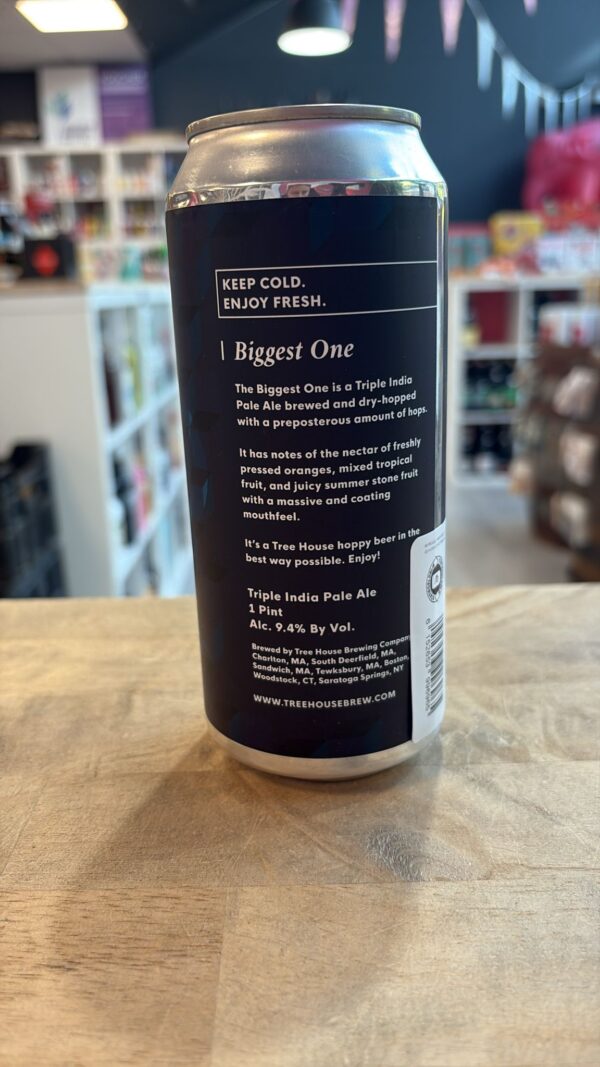 KEEP COLD.
ENJOY FRESH.
Biggest One
The Biggest One is a Triple India
Pale Ale brewed and dry-hopped
with a preposterous amount of hops.
It has notes of the nectar of freshly
pressed oranges, mixed tropical
fruit, and juicy summer stone fruit
with a massive and coating
mouthfeel.
It's a Tree House hoppy beer in the
best way possible. Enjoy!
Triple India Pale Ale
1 Pint
Alc. 9.4% By Vol.
Brewed by Tree House Brewing Company
Charlton, MA, South Deerfield, MA,
Sandwich, MA, Tewksbury, MA, Boston,
Woodstock, CT, Saratoga Springs, NY
WWW.TREEHOUSEBREW.COM